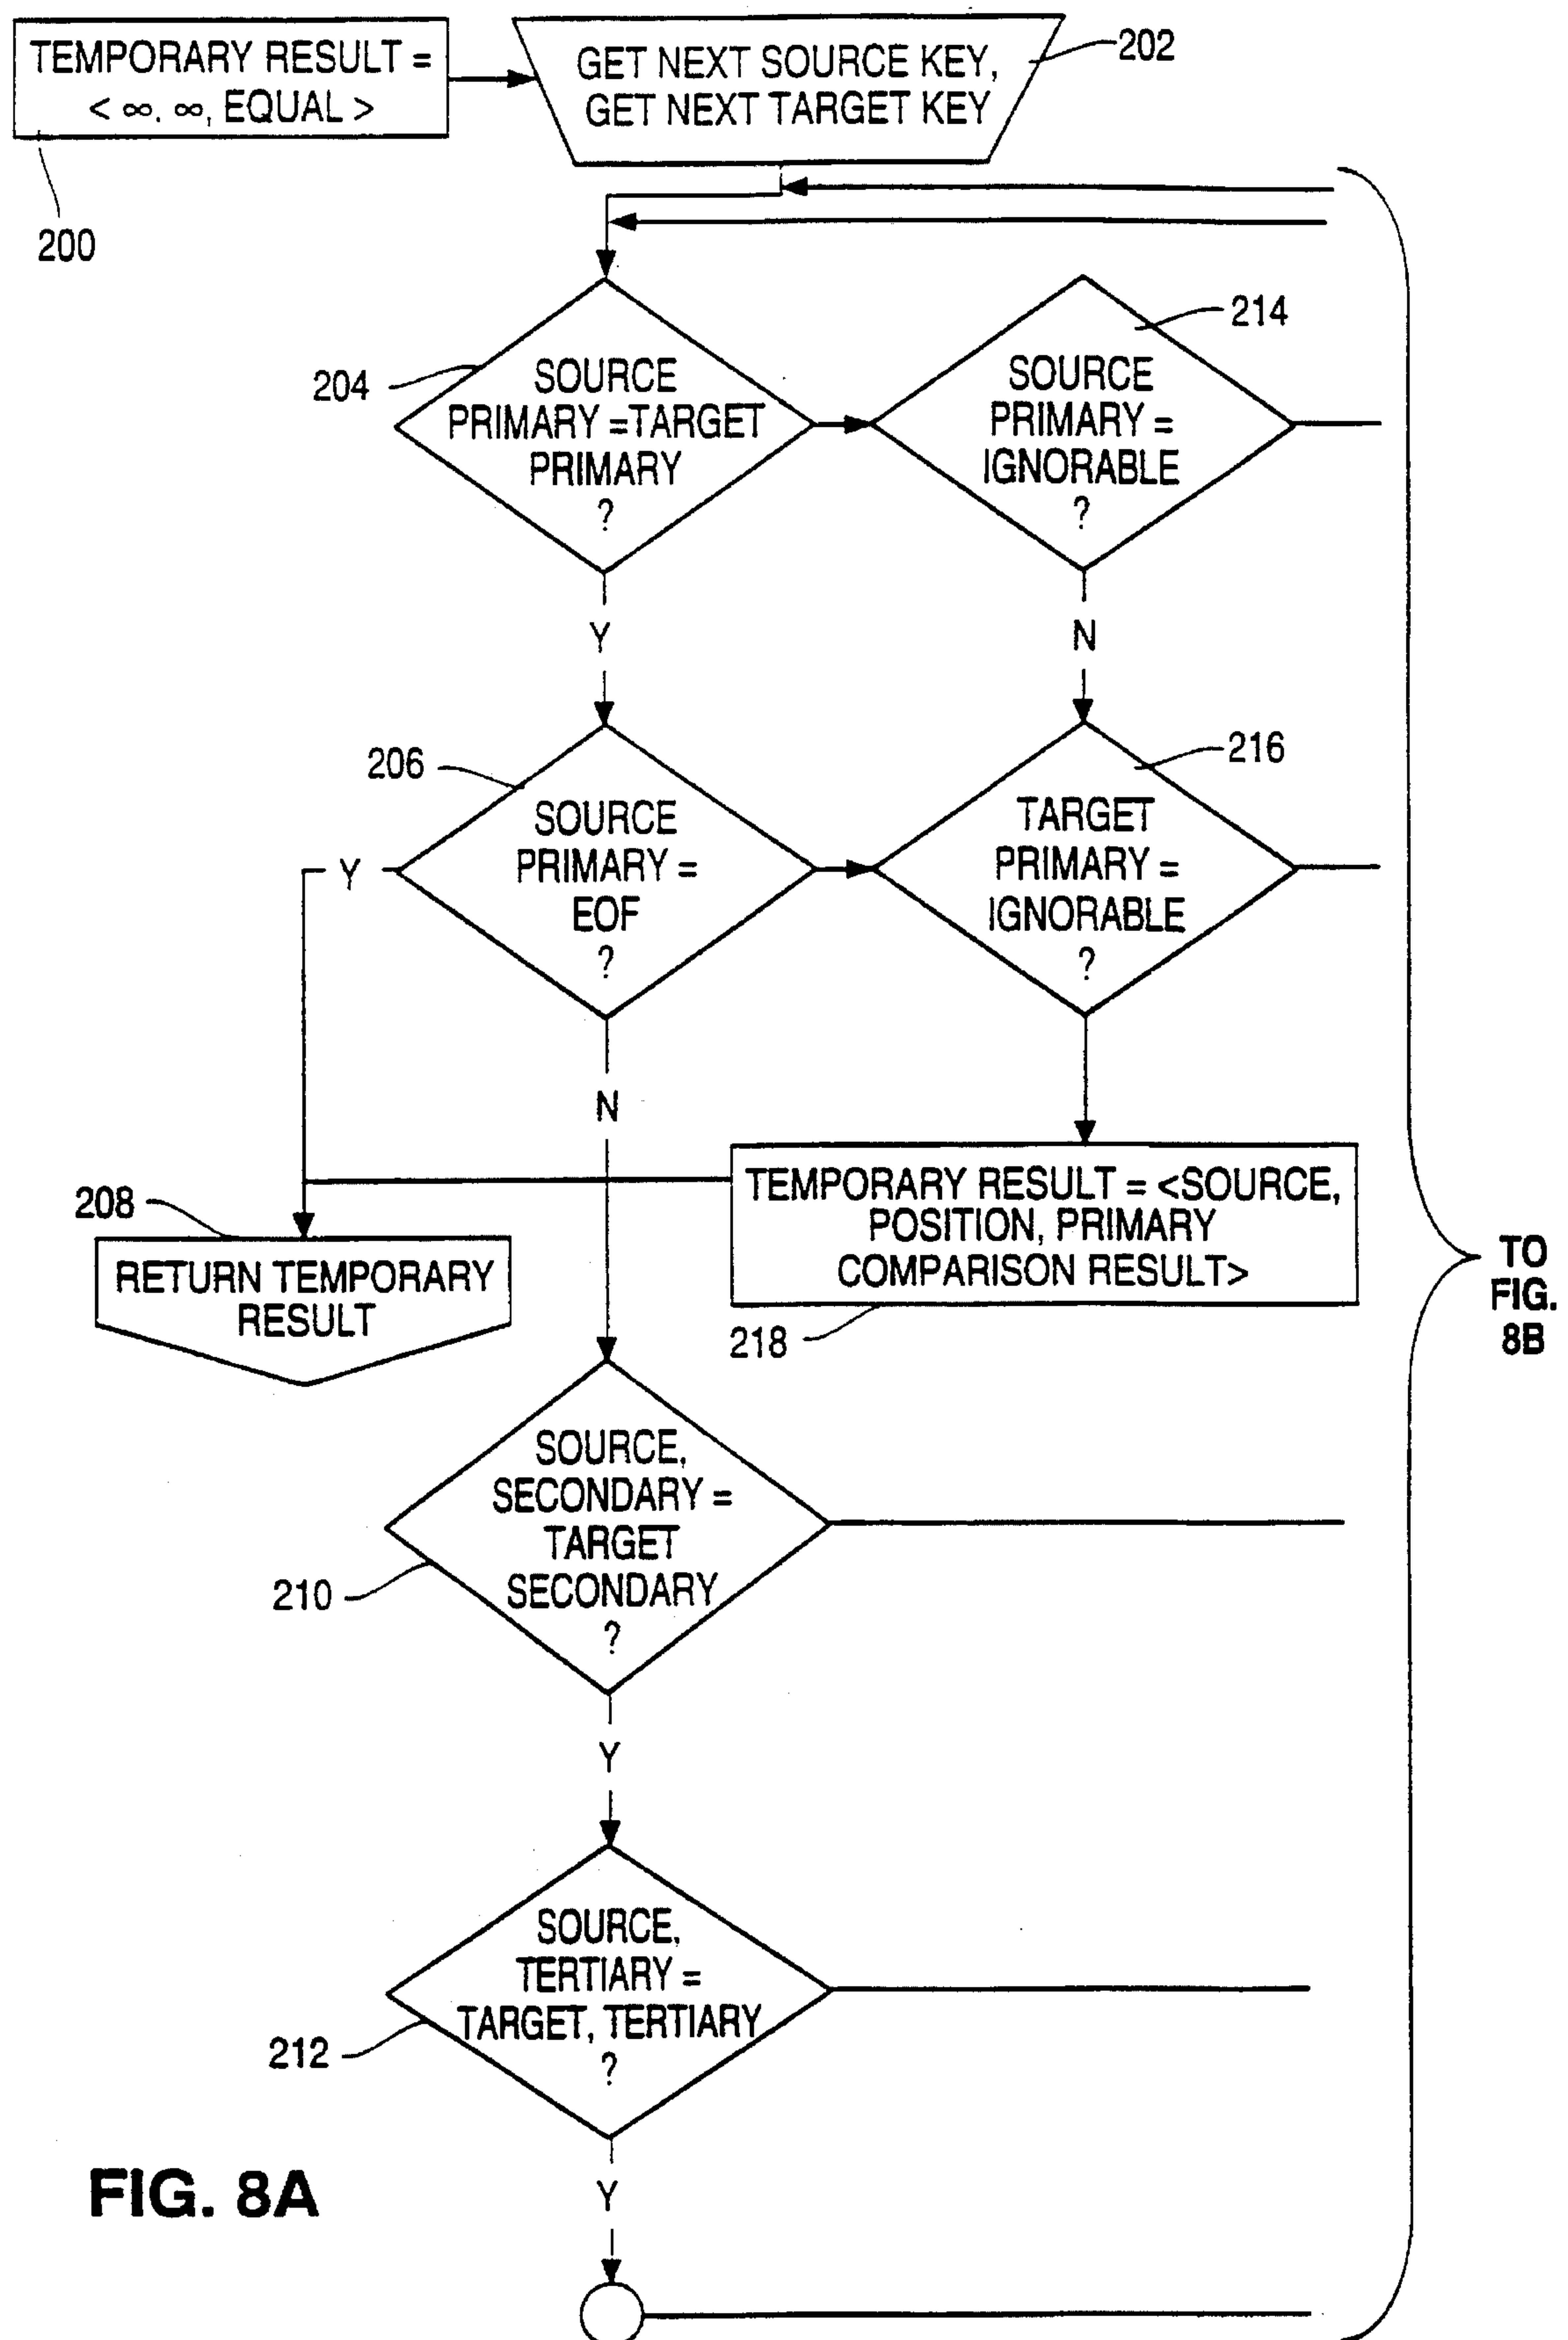 TEMPORARY RESULT =
< ∞. ∞, EQUAL >
200
GET NEXT SOURCE KEY,
GET NEXT TARGET KEY
202
204
SOURCE
PRIMARY =TARGET
PRIMARY
?
214
SOURCE
PRIMARY =
IGNORABLE
?
Y
N
206
SOURCE
PRIMARY =
EOF
?
Y
216
TARGET
PRIMARY =
IGNORABLE
?
N
208
RETURN TEMPORARY
RESULT
TEMPORARY RESULT = <SOURCE,
POSITION, PRIMARY
COMPARISON RESULT>
218
TO
FIG.
8B
SOURCE,
SECONDARY =
TARGET
SECONDARY
?
210
Y
SOURCE,
TERTIARY =
TARGET, TERTIARY
?
212
Y
FIG. 8A